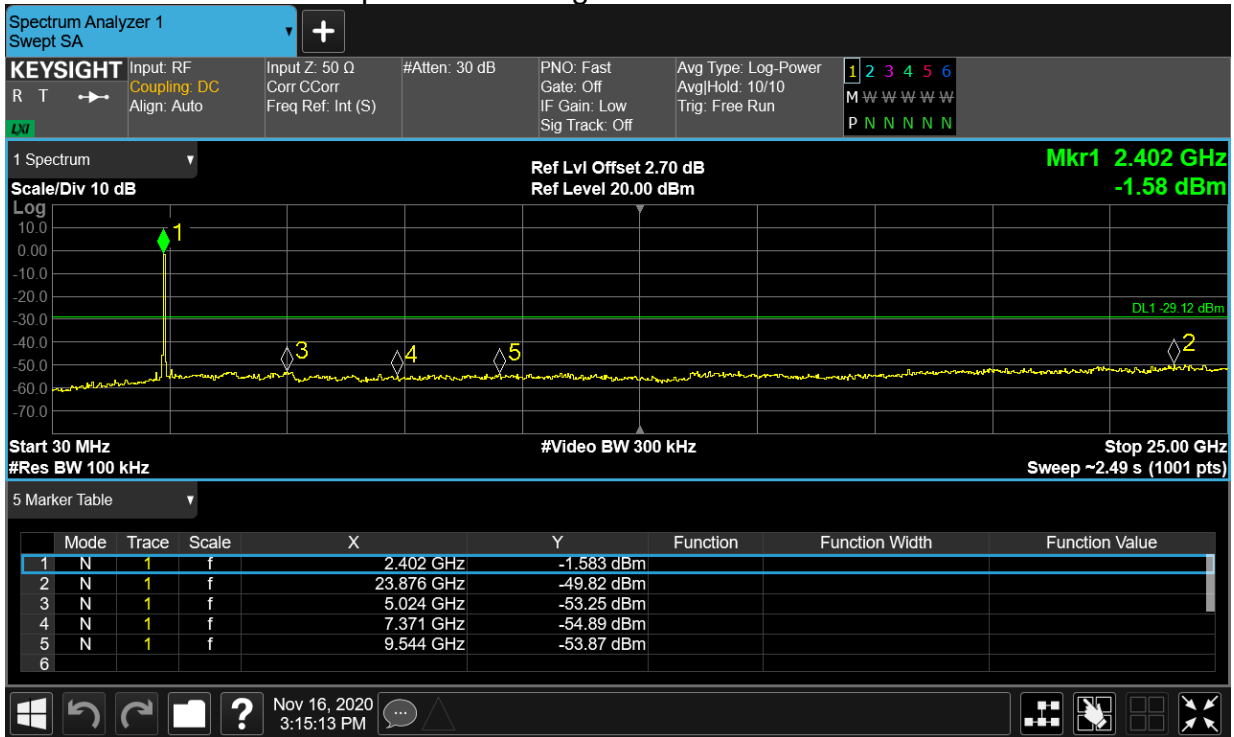 Spectrum Analyzer 1
Swept SA
KEYSIGHT
R T
LXI
Input: RF
Coupling: DC
Align: Auto
Input Z: 50 Ω
Corr CCorr
Freq Ref: Int (S)
#Atten: 30 dB
PNO: Fast
Gate: Off
IF Gain: Low
Sig Track: Off
Avg Type: Log-Power
Avg|Hold: 10/10
Trig: Free Run
1 2 3 4 5 6
M W W W W W
P N N N N N
1 Spectrum
Scale/Div 10 dB
Ref Lvl Offset 2.70 dB
Ref Level 20.00 dBm
Mkr1 2.402 GHz
-1.58 dBm
Log
10.0
0.00
-10.0
-20.0
-30.0
-40.0
-50.0
-60.0
-70.0
1
DL1 -29.12 dBm
3
4
5
2
Start 30 MHz
#Res BW 100 kHz
#Video BW 300 kHz
Stop 25.00 GHz
Sweep ~2.49 s (1001 pts)
5 Marker Table
Mode Trace Scale X Y Function Function Width Function Value
1 N 1 f 2.402 GHz -1.583 dBm
2 N 1 f 23.876 GHz -49.82 dBm
3 N 1 f 5.024 GHz -53.25 dBm
4 N 1 f 7.371 GHz -54.89 dBm
5 N 1 f 9.544 GHz -53.87 dBm
6
?
Nov 16, 2020
3:15:13 PM